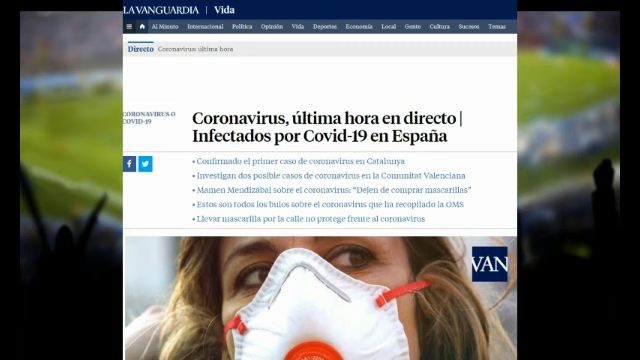 LA VANGUARDIA | Vida
Al Minuto Internacional Política Opinión Vida Deportes Economía Local Gente Cultura Sucesos Temas
Directo Coronavirus: última hora
CORONAVIRUS O
COVID-19
Coronavirus, última hora en directo |
Infectados por Covid-19 en España
• Confirmado el primer caso de coronavirus en Catalunya
• Investigan dos posibles casos de coronavirus en la Comunitat Valenciana
• Mamen Mendizábal sobre el coronavirus: “Dejen de comprar mascarillas”
• Estos son todos los bulos sobre el coronavirus que ha recopilado la OMS
• Llevar mascarilla por la calle no protege frente al coronavirus
VAN